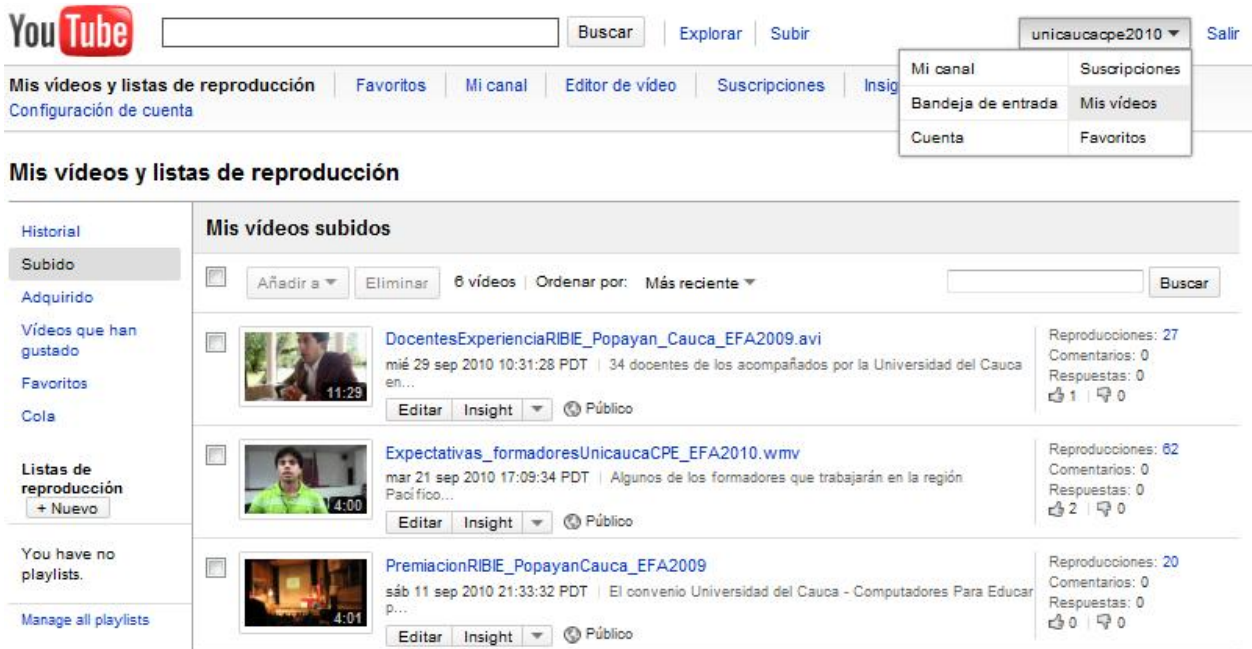 YouTube
Buscar
Explorar
Subir
unicaucacpe2010
Salir
Mi canal
Suscripciones
Bandeja de entrada
Mis vídeos
Cuenta
Favoritos
Mis vídeos y listas de reproducción
Favoritos
Mi canal
Editor de vídeo
Suscripciones
Insig
Configuración de cuenta
Mis vídeos y listas de reproducción
Historial
Subido
Adquirido
Vídeos que han
gustado
Favoritos
Cola
Listas de
reproducción
+ Nuevo
You have no
playlists.
Manage all playlists
Mis vídeos subidos
Añadir a
Eliminar
6 vídeos
Ordenar por:
Más reciente
Buscar
11:29
DocentesExperienciaRIBIE_Popayan_Cauca_EFA2009.avi
mié 29 sep 2010 10:31:28 PDT | 34 docentes de los acompañados por la Universidad del Cauca
en...
Editar
Insight
Público
Reproducciones: 27
Comentarios: 0
Respuestas: 0
1 | 0
4:00
Expectativas_formadoresUnicaucaCPE_EFA2010.wmv
mar 21 sep 2010 17:09:34 PDT | Algunos de los formadores que trabajarán en la región
Pacífico...
Editar
Insight
Público
Reproducciones: 62
Comentarios: 0
Respuestas: 0
2 | 0
4:01
PremiacionRIBIE_PopayanCauca_EFA2009
sáb 11 sep 2010 21:33:32 PDT | El convenio Universidad del Cauca - Computadores Para Educar
p...
Editar
Insight
Público
Reproducciones: 20
Comentarios: 0
Respuestas: 0
0 | 0